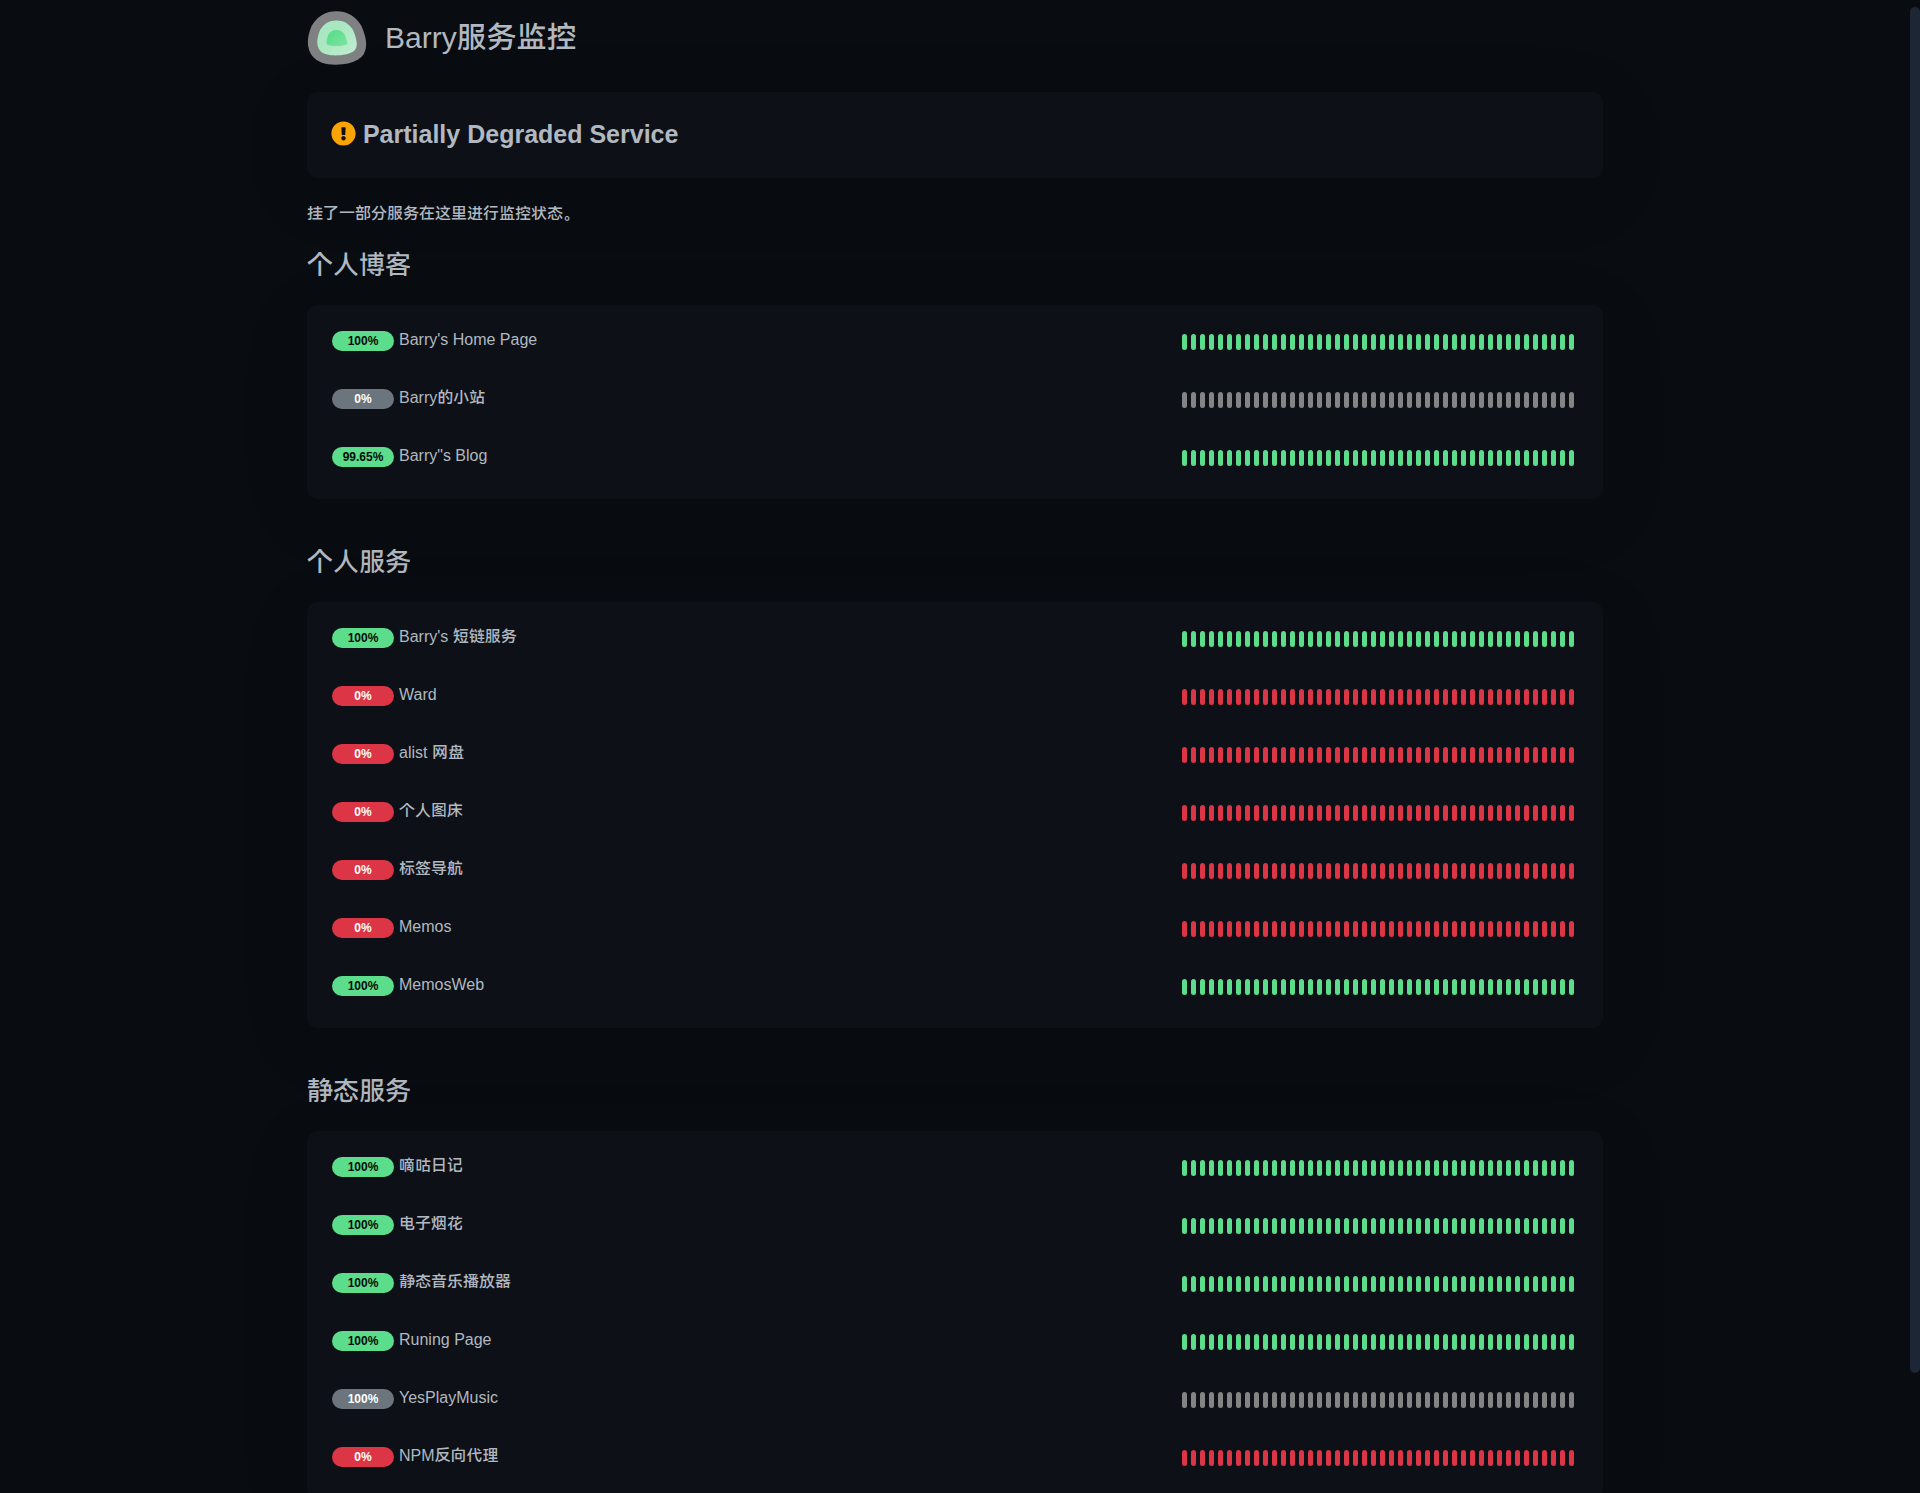 Barry服务监控
Partially Degraded Service
挂了一部分服务在这里进行监控状态。
个人博客
100% Barry's Home Page
0% Barry的小站
99.65% Barry"s Blog
个人服务
100% Barry's 短链服务
0% Ward
0% alist 网盘
0% 个人图床
0% 标签导航
0% Memos
100% MemosWeb
静态服务
100% 嘀咕日记
100% 电子烟花
100% 静态音乐播放器
100% Runing Page
100% YesPlayMusic
0% NPM反向代理